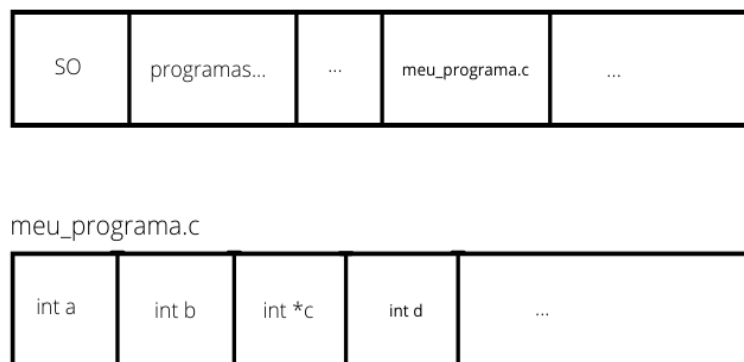 SO programas... ... meu_programa.c ...
meu_programa.c
int a int b int *c int d ...